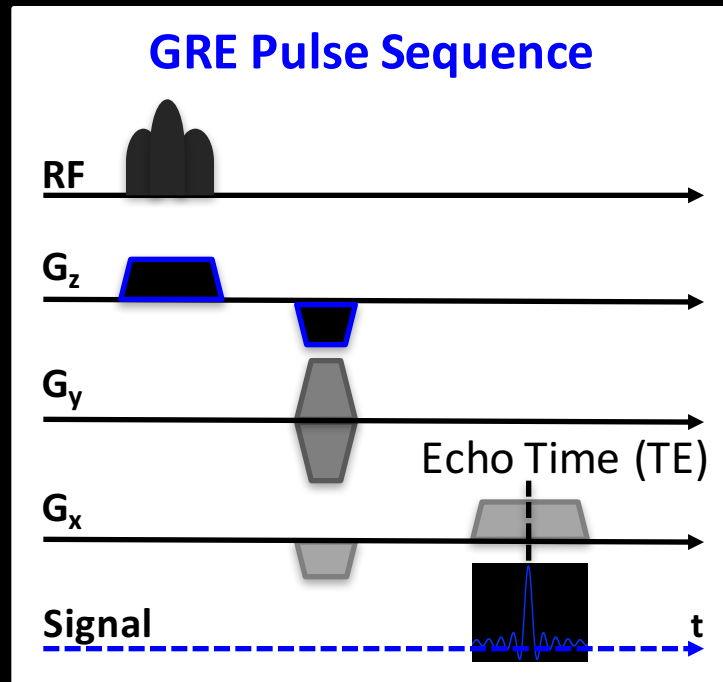 GRE Pulse Sequence
RF
Gz
Gy
Echo Time (TE)
Gx
Signal
t